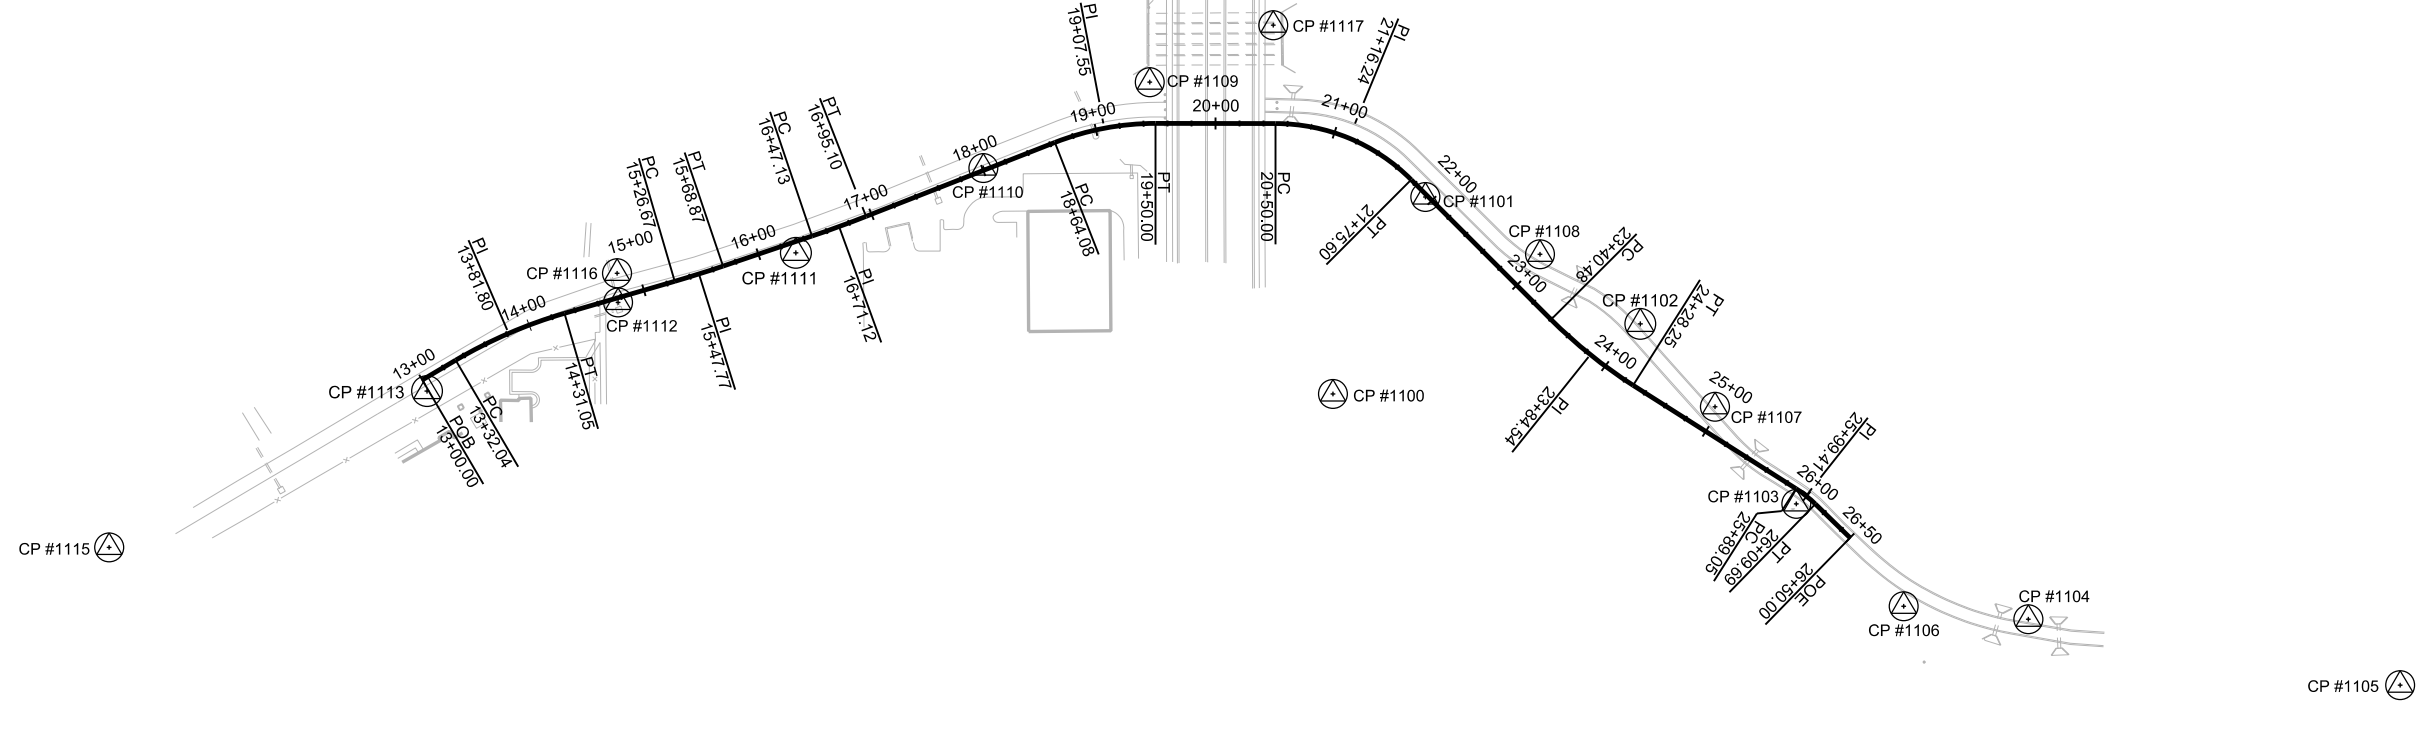 CP #1115
CP #1113
13+00
POB
13+00.00
PC
13+32.04
PI
13+81.80
14+00
PT
14+31.05
CP #1116
CP #1112
15+00
PC
15+26.67
PI
15+47.77
PT
15+68.87
16+00
CP #1111
PC
16+47.13
PI
16+71.12
PT
16+95.10
17+00
18+00
CP #1110
PC
18+64.08
PI
19+07.55
19+00
PT
19+50.00
CP #1109
20+00
CP #1117
PC
20+50.00
21+00
PI
21+16.24
PT
21+75.60
CP #1101
22+00
CP #1108
23+00
PC
23+40.48
CP #1100
PI
23+84.54
24+00
CP #1102
PT
24+28.25
25+00
CP #1107
CP #1103
25+89.05
PC
PI
25+99.41
26+00
PT
26+09.69
26+50
POE
26+50.00
CP #1106
CP #1104
CP #1105